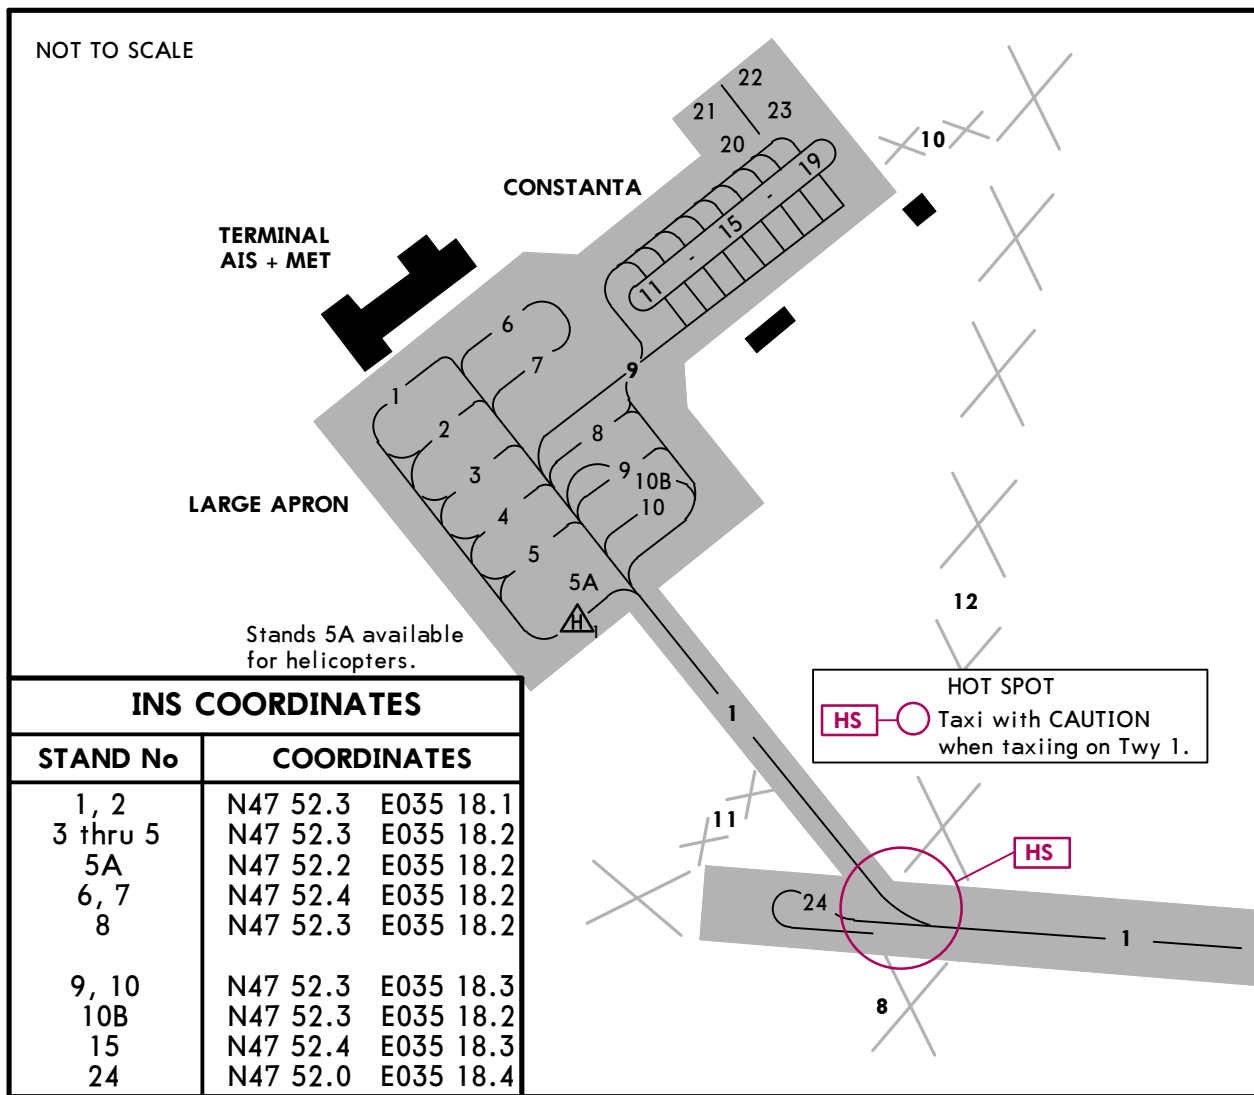 NOT TO SCALE
22
21
23
20
10
19
CONSTANTA
15
-
-
11
TERMINAL
AIS + MET
6
7
9
1
2
8
3
9
10B
10
LARGE APRON
4
5
5A
H
1
12
Stands 5A available
for helicopters.
HOT SPOT
HS Taxi with CAUTION
when taxiing on Twy 1.
1
11
HS
24
1
8
INS COORDINATES
STAND No COORDINATES
1, 2 N47 52.3 E035 18.1
3 thru 5 N47 52.3 E035 18.2
5A N47 52.2 E035 18.2
6, 7 N47 52.4 E035 18.2
8 N47 52.3 E035 18.2
9, 10 N47 52.3 E035 18.3
10B N47 52.3 E035 18.2
15 N47 52.4 E035 18.3
24 N47 52.0 E035 18.4